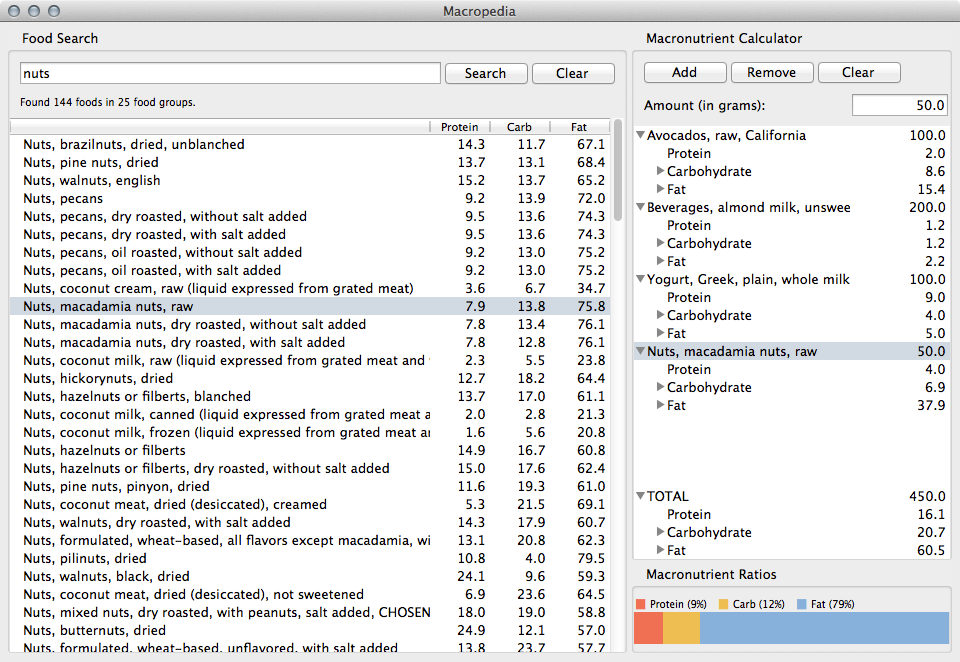 Macropedia
Food Search
nuts
Search
Clear
Found 144 foods in 25 food groups.
Protein Carb Fat
Nuts, brazilnuts, dried, unblanched 14.3 11.7 67.1
Nuts, pine nuts, dried 13.7 13.1 68.4
Nuts, walnuts, english 15.2 13.7 65.2
Nuts, pecans 9.2 13.9 72.0
Nuts, pecans, dry roasted, without salt added 9.5 13.6 74.3
Nuts, pecans, dry roasted, with salt added 9.5 13.6 74.3
Nuts, pecans, oil roasted, without salt added 9.2 13.0 75.2
Nuts, pecans, oil roasted, with salt added 9.2 13.0 75.2
Nuts, coconut cream, raw (liquid expressed from grated meat) 3.6 6.7 34.7
Nuts, macadamia nuts, raw 7.9 13.8 75.8
Nuts, macadamia nuts, dry roasted, without salt added 7.8 13.4 76.1
Nuts, macadamia nuts, dry roasted, with salt added 7.8 12.8 76.1
Nuts, coconut milk, raw (liquid expressed from grated meat and 2.3 5.5 23.8
Nuts, hickorynuts, dried 12.7 18.2 64.4
Nuts, hazelnuts or filberts, blanched 13.7 17.0 61.1
Nuts, coconut milk, canned (liquid expressed from grated meat a 2.0 2.8 21.3
Nuts, coconut milk, frozen (liquid expressed from grated meat an 1.6 5.6 20.8
Nuts, hazelnuts or filberts 14.9 16.7 60.8
Nuts, hazelnuts or filberts, dry roasted, without salt added 15.0 17.6 62.4
Nuts, pine nuts, pinyon, dried 11.6 19.3 61.0
Nuts, coconut meat, dried (desiccated), creamed 5.3 21.5 69.1
Nuts, walnuts, dry roasted, with salt added 14.3 17.9 60.7
Nuts, formulated, wheat-based, all flavors except macadamia, wi 13.1 20.8 62.3
Nuts, pilinuts, dried 10.8 4.0 79.5
Nuts, walnuts, black, dried 24.1 9.6 59.3
Nuts, coconut meat, dried (desiccated), not sweetened 6.9 23.6 64.5
Nuts, mixed nuts, dry roasted, with peanuts, salt added, CHOSEN 18.0 19.0 58.8
Nuts, butternuts, dried 24.9 12.1 57.0
Nuts, formulated, wheat-based, unflavored, with salt added 13.8 23.7 57.7
Macronutrient Calculator
Add
Remove
Clear
Amount (in grams): 50.0
Avocados, raw, California 100.0
Protein 2.0
Carbohydrate 8.6
Fat 15.4
Beverages, almond milk, unswee 200.0
Protein 1.2
Carbohydrate 1.2
Fat 2.2
Yogurt, Greek, plain, whole milk 100.0
Protein 9.0
Carbohydrate 4.0
Fat 5.0
Nuts, macadamia nuts, raw 50.0
Protein 4.0
Carbohydrate 6.9
Fat 37.9
TOTAL 450.0
Protein 16.1
Carbohydrate 20.7
Fat 60.5
Macronutrient Ratios
Protein (9%) Carb (12%) Fat (79%)